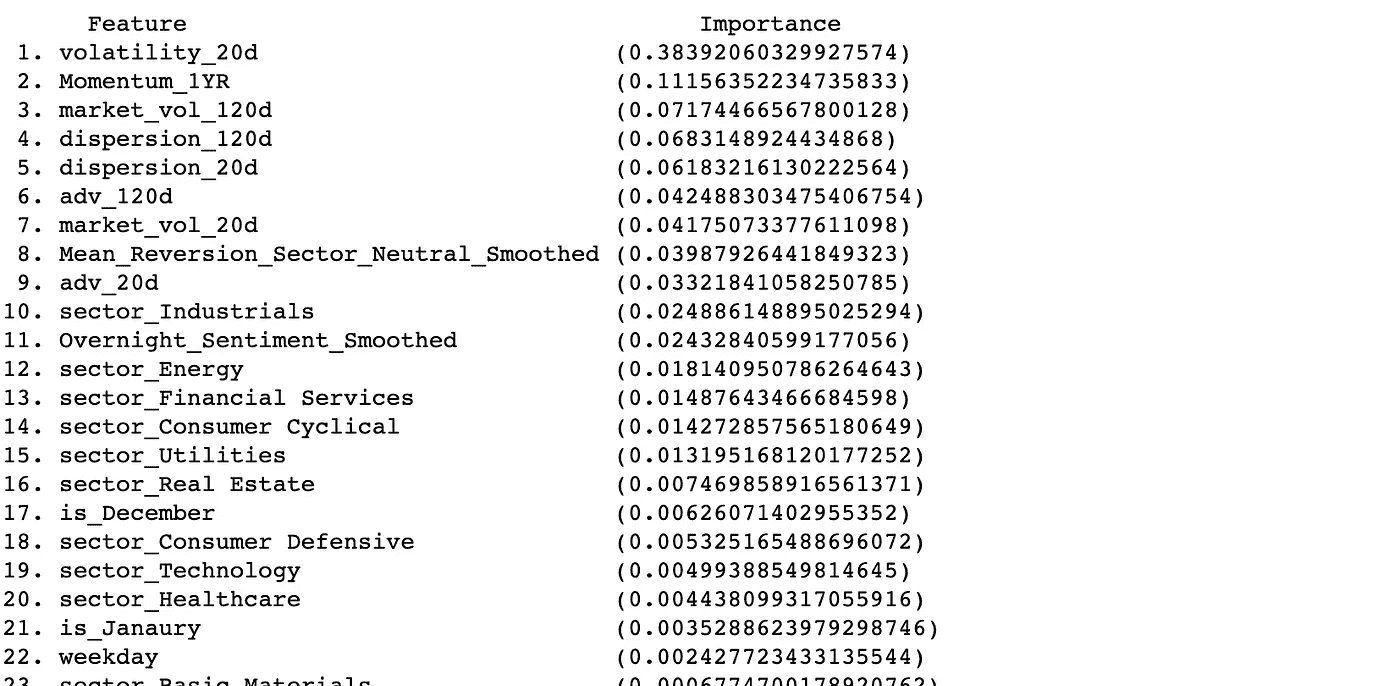 Feature Importance
1. volatility_20d (0.38392060329927574)
2. Momentum_1YR (0.11156352234735833)
3. market_vol_120d (0.07174466567800128)
4. dispersion_120d (0.0683148924434868)
5. dispersion_20d (0.06183216130222564)
6. adv_120d (0.042488303475406754)
7. market_vol_20d (0.04175073377611098)
8. Mean_Reversion_Sector_Neutral_Smoothed (0.03987926441849323)
9. adv_20d (0.03321841058250785)
10. sector_Industrials (0.024886148895025294)
11. Overnight_Sentiment_Smoothed (0.02432840599177056)
12. sector_Energy (0.018140950786264643)
13. sector_Financial Services (0.01487643466684598)
14. sector_Consumer Cyclical (0.014272857565180649)
15. sector_Utilities (0.013195168120177252)
16. sector_Real Estate (0.007469858916561371)
17. is_December (0.00626071402955352)
18. sector_Consumer Defensive (0.005325165488696072)
19. sector_Technology (0.00499388549814645)
20. sector_Healthcare (0.004438099317055916)
21. is_Janaury (0.0035288623979298746)
22. weekday (0.002427723433135544)
23. sector_Basic Materials (0.0006774700178920762)